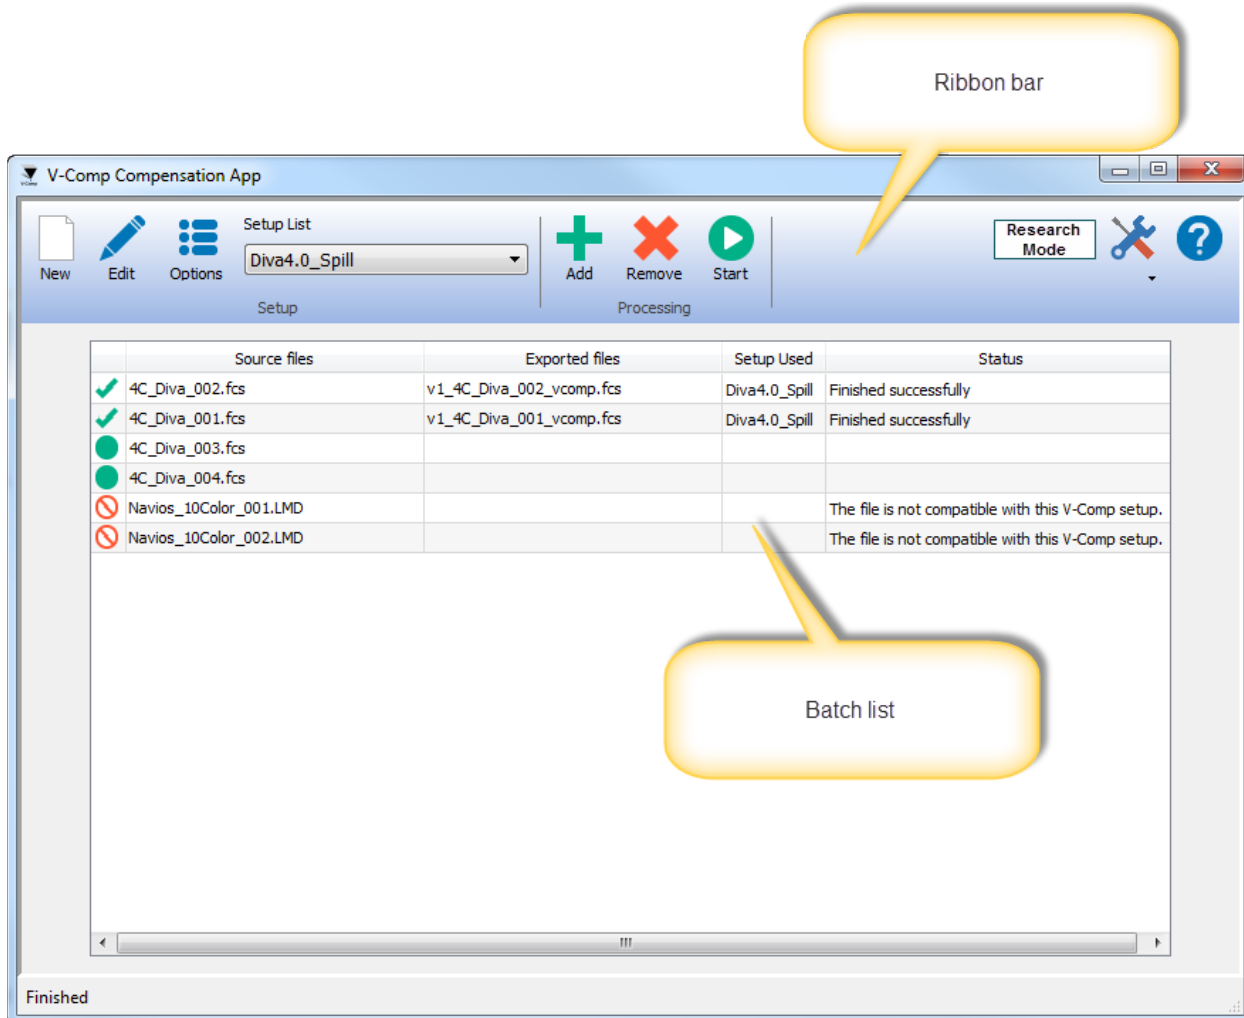 Ribbon bar
V-Comp Compensation App
Setup List
Research
Mode
Diva4.0_Spill
New Edit Options Add Remove Start
Setup Processing
Source files Exported files Setup Used Status
4C_Diva_002.fcs v1_4C_Diva_002_vcomp.fcs Diva4.0_Spill Finished successfully
4C_Diva_001.fcs v1_4C_Diva_001_vcomp.fcs Diva4.0_Spill Finished successfully
4C_Diva_003.fcs
4C_Diva_004.fcs
Navios_10Color_001.LMD The file is not compatible with this V-Comp setup.
Navios_10Color_002.LMD The file is not compatible with this V-Comp setup.
Batch list
Finished